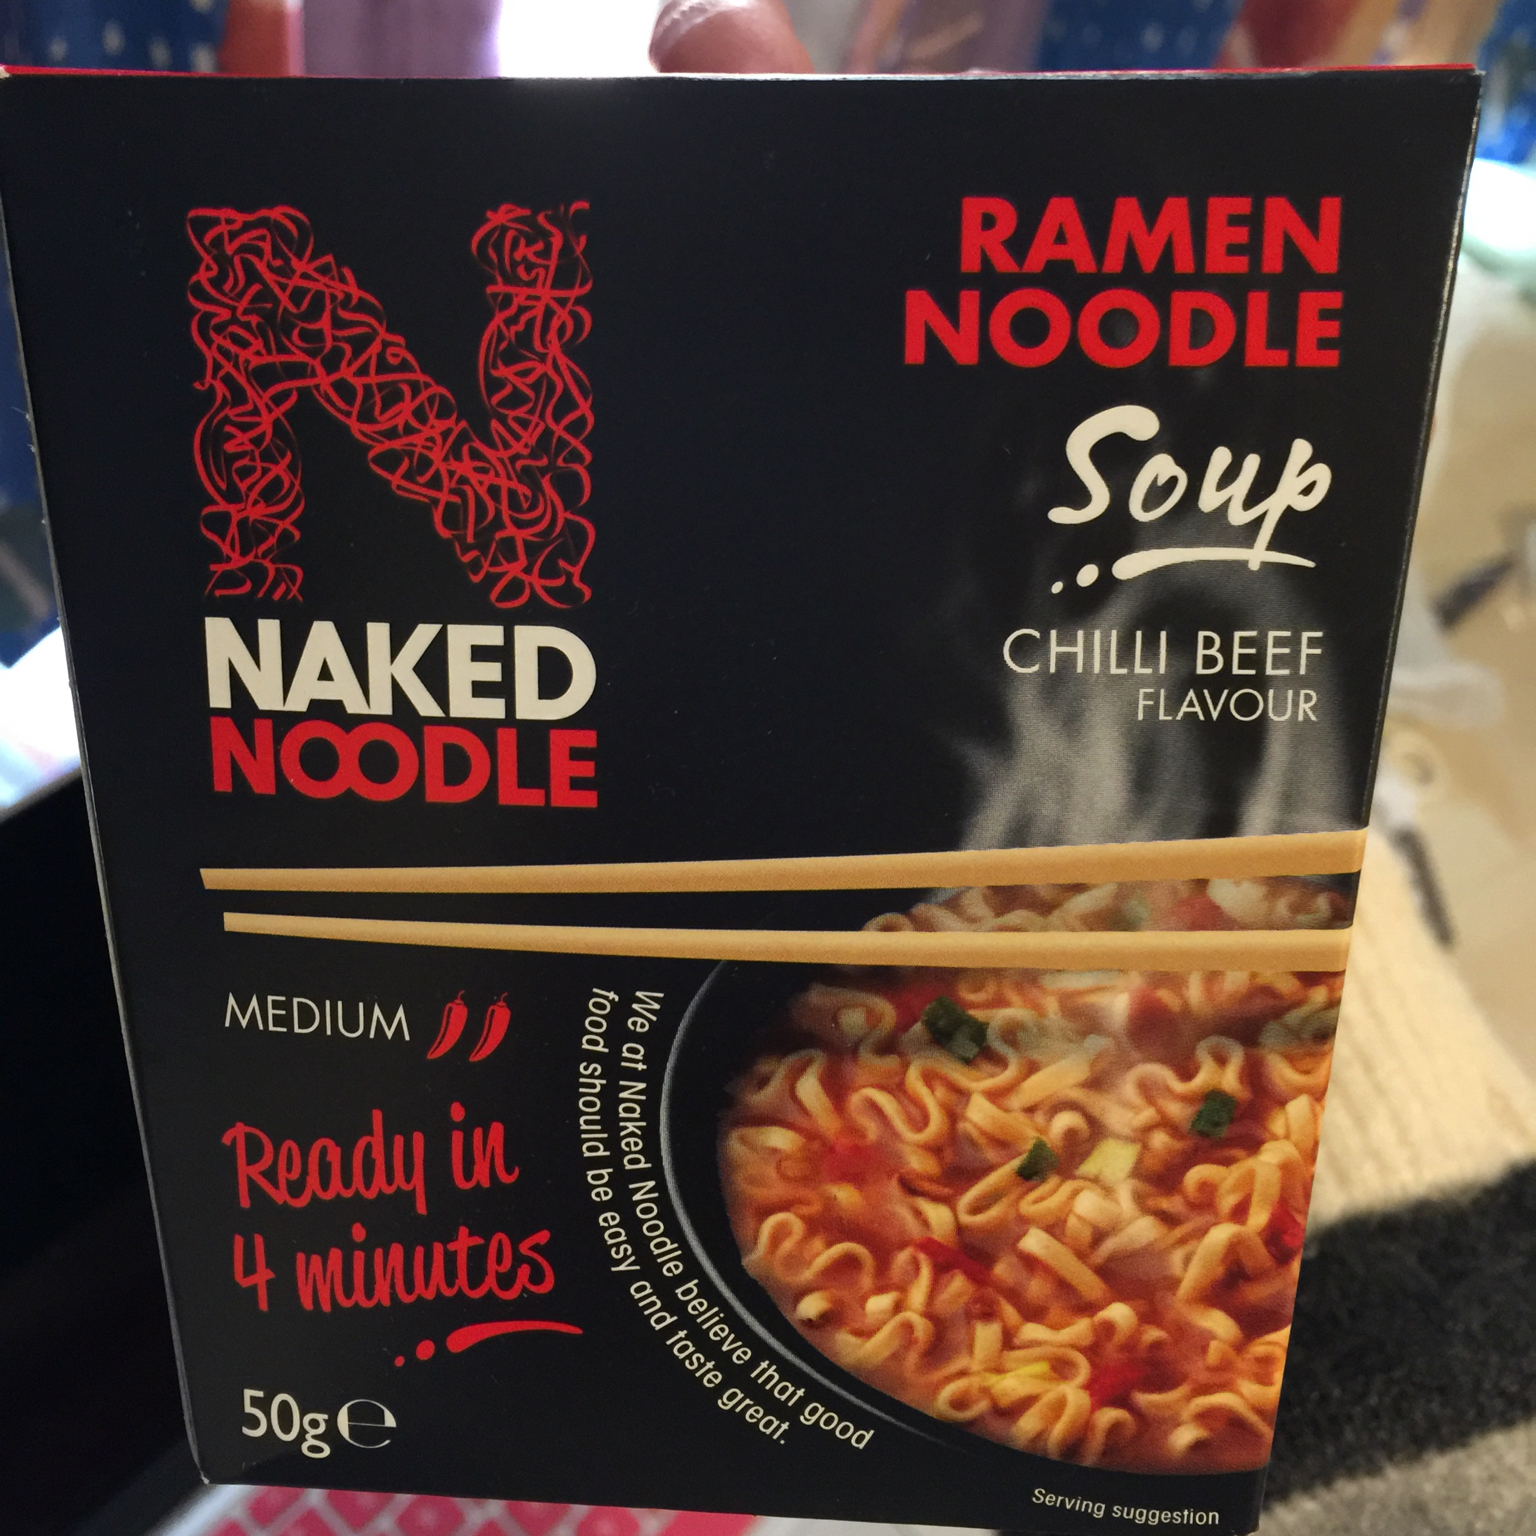 RAMEN
NOODLE
Soup
CHILLI BEEF
FLAVOUR
N
NAKED
NOODLE
MEDIUM
Ready in
4 minutes
50g ℮
We at Naked Noodle believe that good
food should be easy and taste great.
Serving suggestion